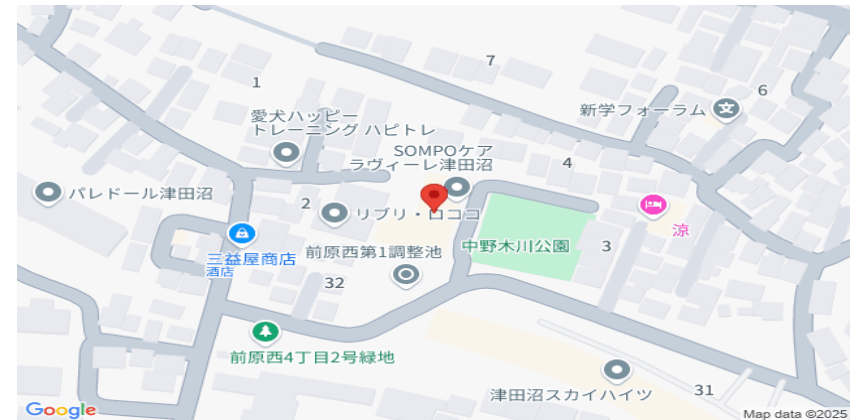 7
1
6
新学フォーラム
愛犬ハッピー
トレーニング ハピトレ
SOMPOケア
ラヴィーレ津田沼
4
パレドール津田沼
2
リブリ・ロココ
涼
三益屋商店
酒店
前原西第1調整池
中野木川公園
3
32
前原西4丁目2号緑地
津田沼スカイハイツ
31
Google
Map data ©2025